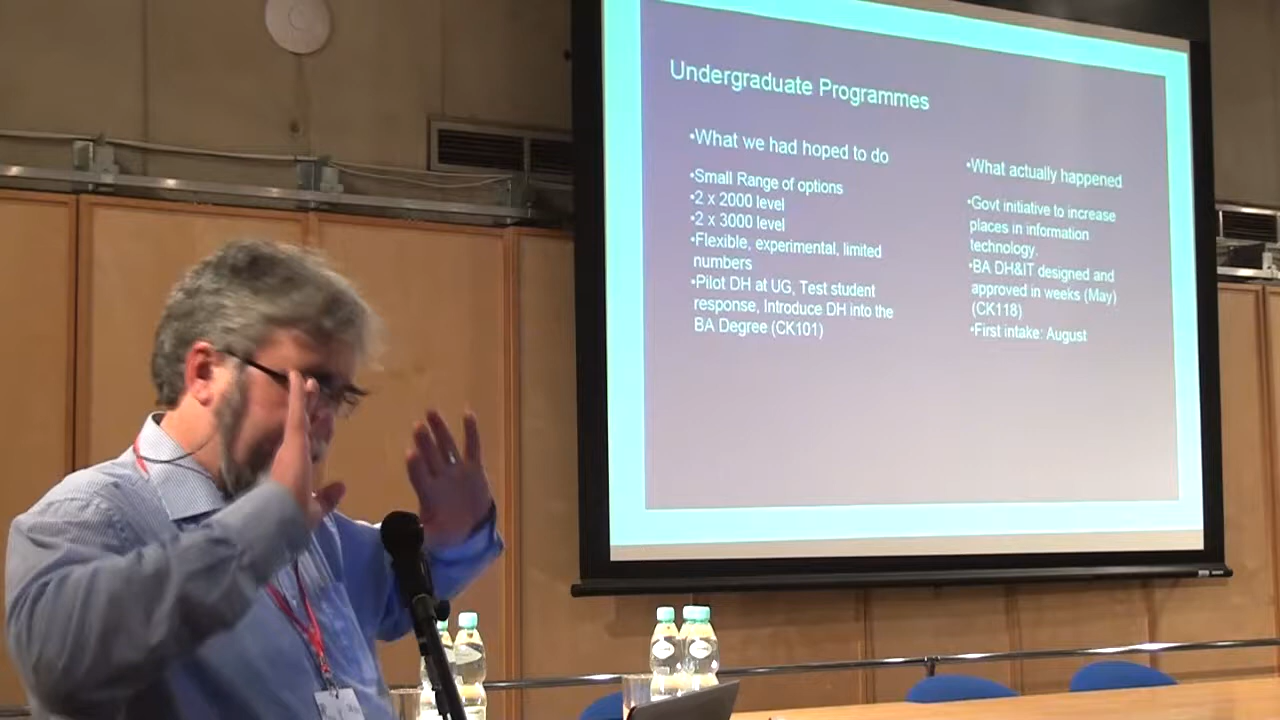 Undergraduate Programmes
•What we had hoped to do
•Small Range of options
•2 x 2000 level
•2 x 3000 level
•Flexible, experimental, limited
numbers
•Pilot DH at UG, Test student
response, Introduce DH into the
BA Degree (CK101)
•What actually happened
•Govt initiative to increase
places in information
technology.
•BA DH&IT designed and
approved in weeks (May)
(CK118)
•First intake: August